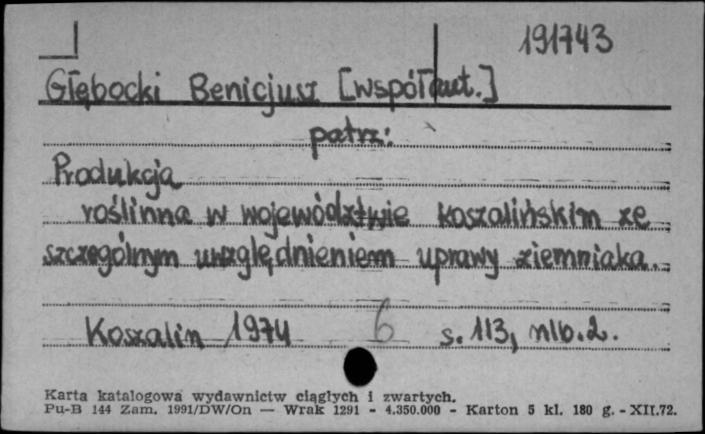 191743
Głębocki Benicjusz [współaut.]
patrz:
Produkcja
roślinna w województwie koszalińskim ze
szczególnym uwzględnieniem uprawy ziemniaka.
Koszalin 1974 6 s. 113, nlb. 2.
Karta katalogowa wydawnictw ciągłych i zwartych.
Pu-B 144 Zam. 1991/DW/On — Wrak 1291 - 4.350.000 - Karton 5 kl. 180 g. - XII.72.